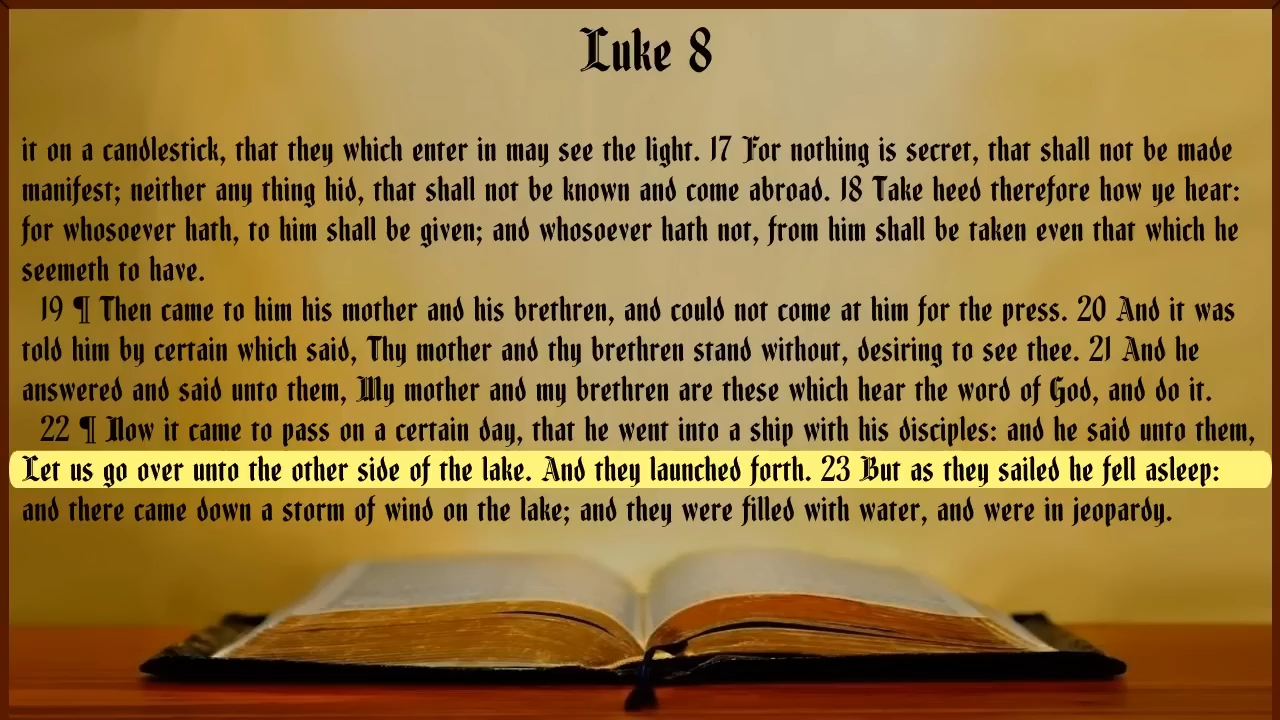 Luke 8
it on a candlestick, that they which enter in may see the light. 17 For nothing is secret, that shall not be made
manifest; neither any thing hid, that shall not be known and come abroad. 18 Take heed therefore how ye hear:
for whosoever hath, to him shall be given; and whosoever hath not, from him shall be taken even that which he
seemeth to have.
19 ¶ Then came to him his mother and his brethren, and could not come at him for the press. 20 And it was
told him by certain which said, Thy mother and thy brethren stand without, desiring to see thee. 21 And he
answered and said unto them, My mother and my brethren are these which hear the word of God, and do it.
22 ¶ Now it came to pass on a certain day, that he went into a ship with his disciples: and he said unto them,
Let us go over unto the other side of the lake. And they launched forth. 23 But as they sailed he fell asleep:
and there came down a storm of wind on the lake; and they were filled with water, and were in jeopardy.